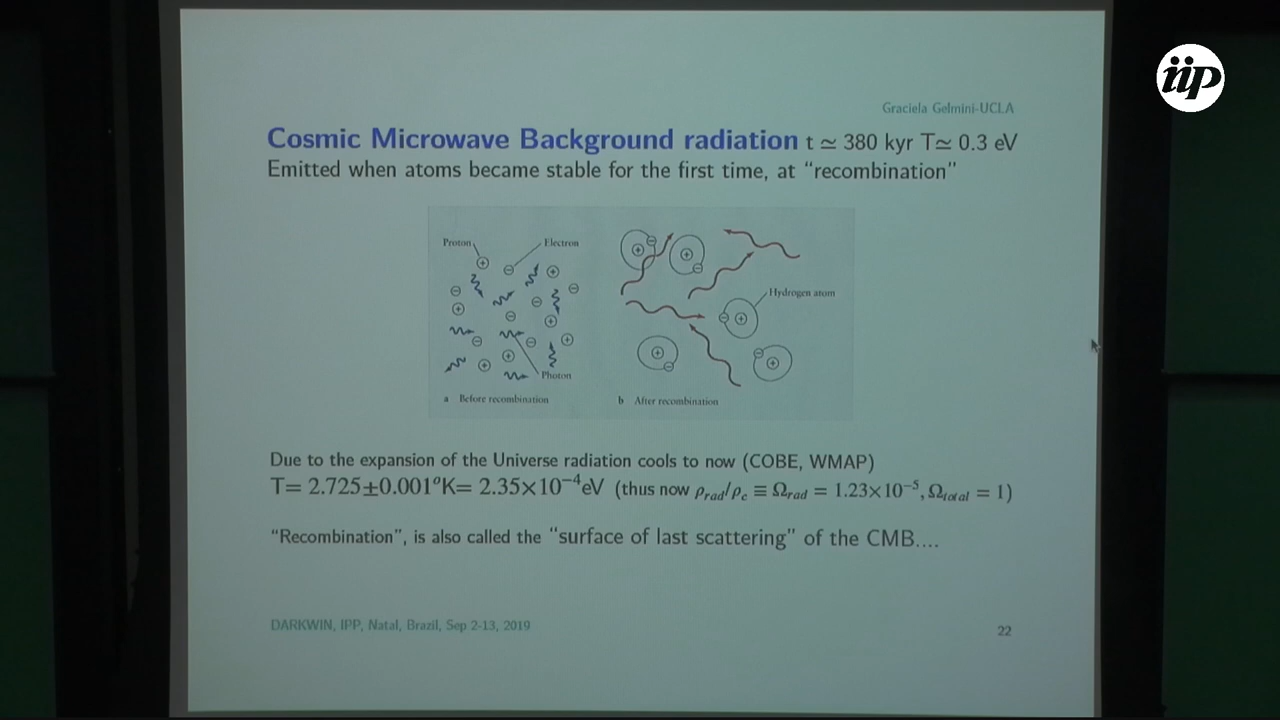 iip
Graciela Gelmini-UCLA
Cosmic Microwave Background radiation t ≃ 380 kyr T≃ 0.3 eV
Emitted when atoms became stable for the first time, at “recombination”
Proton
Electron
Hydrogen atom
Photon
a Before recombination
b After recombination
Due to the expansion of the Universe radiation cools to now (COBE, WMAP)
T= 2.725±0.001°K= 2.35×10⁻⁴eV (thus now ρ_rad/ρ_c ≡ Ω_rad = 1.23×10⁻⁵, Ω_total = 1)
“Recombination”, is also called the “surface of last scattering” of the CMB....
DARKWIN, IPP, Natal, Brazil, Sep 2-13, 2019
22